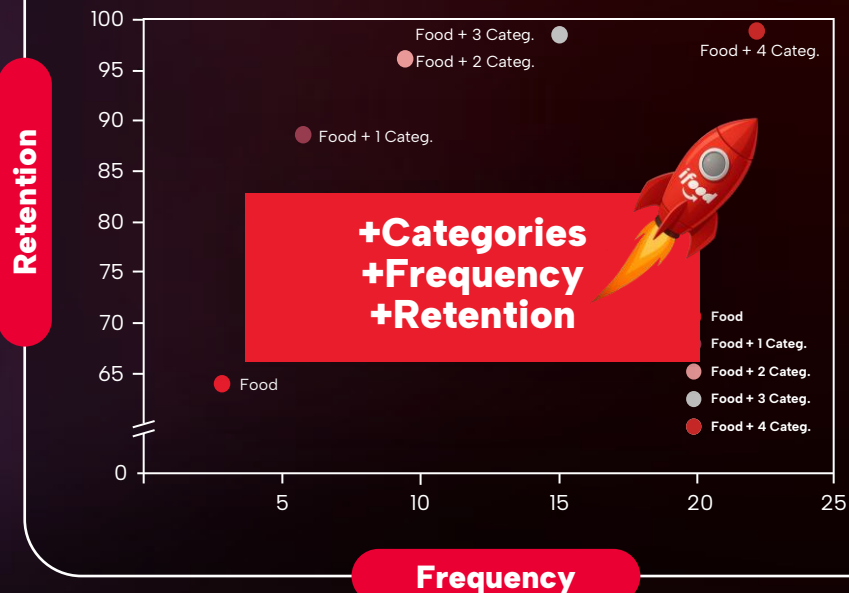 100
Food + 3 Categ.
Food + 2 Categ.
Food + 4 Categ.
95
90
Food + 1 Categ.
85
80
75
70
65
0
Retention
ifood
+Categories
+Frequency
+Retention
Food
Food
Food + 1 Categ.
Food + 2 Categ.
Food + 3 Categ.
Food + 4 Categ.
5
10
15
20
25
Frequency